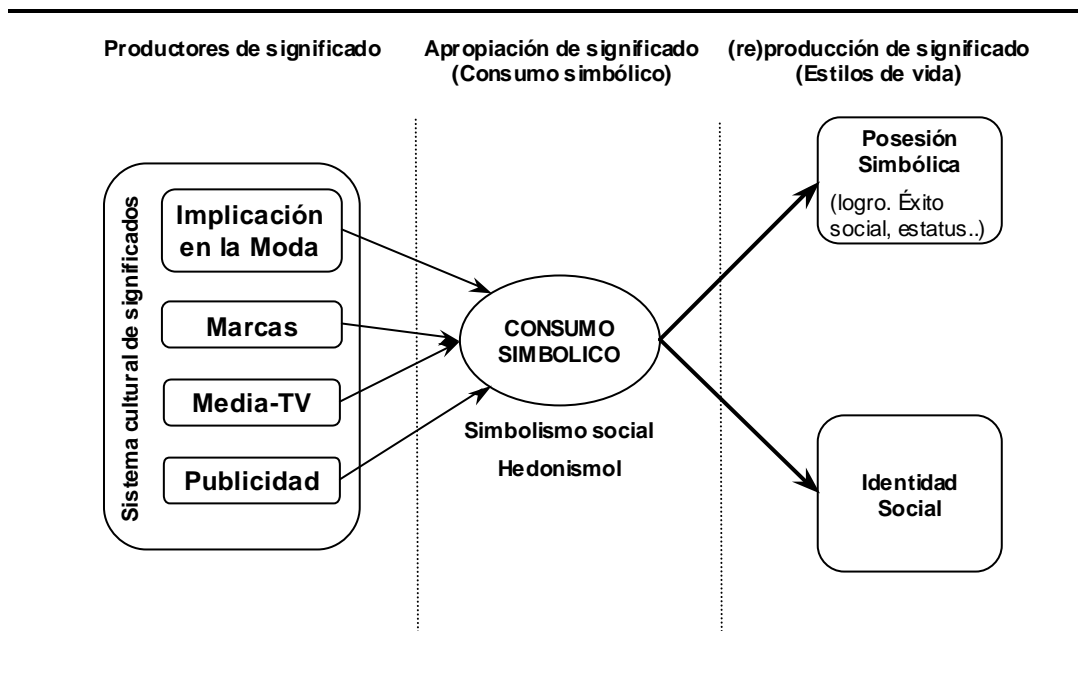 Productores de significado
Apropiación de significado
(Consumo simbólico)
(re)producción de significado
(Estilos de vida)
Sistema cultural de significados
Implicación
en la Moda
Marcas
Media-TV
Publicidad
CONSUMO
SIMBOLICO
Simbolismo social
Hedonismol
Posesión
Simbólica
(logro. Éxito
social, estatus..)
Identidad
Social